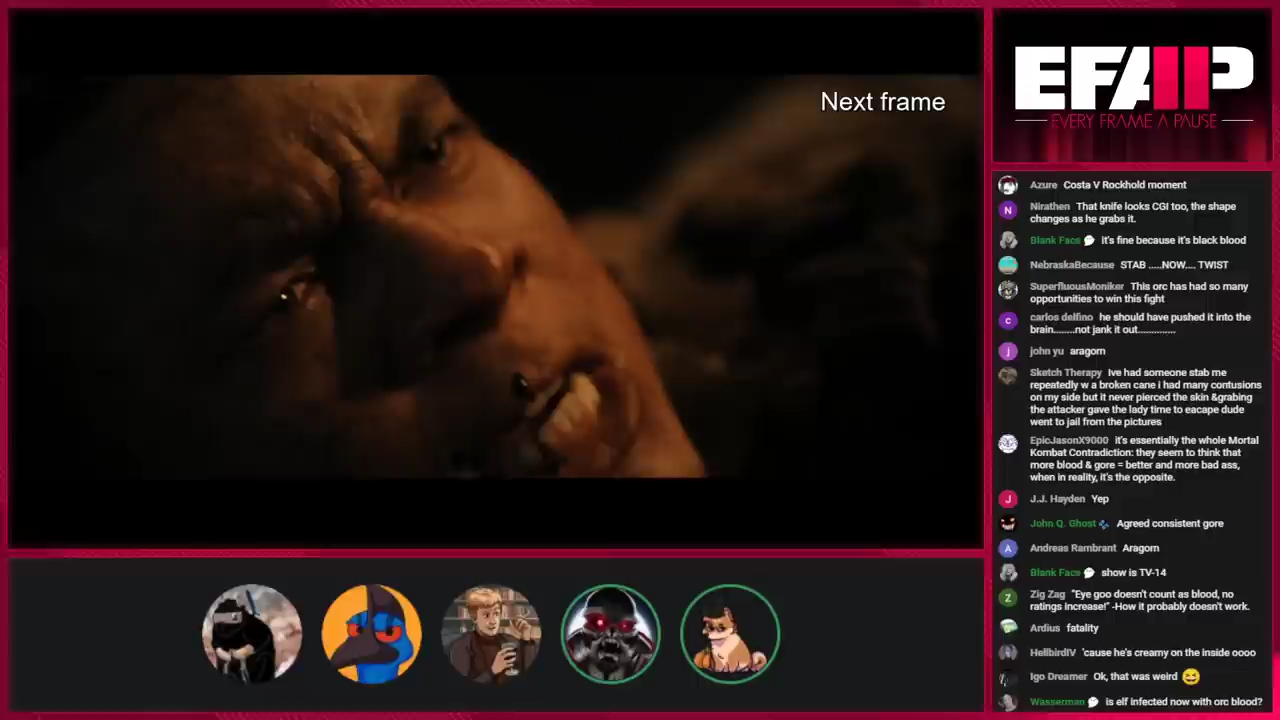 Next frame
EFAP
EVERY FRAME A PAUSE
Azure Costa V Rockhold moment
N
Nirathen That knife looks CGI too, the shape
changes as he grabs it.
Blank Face it's fine because it's black blood
NebraskaBecause STAB .....NOW.... TWIST
SuperfluousMoniker This orc has had so many
opportunities to win this fight
c
carlos delfino he should have pushed it into the
brain........not jank it out..............
j
john yu aragorn
Sketch Therapy Ive had someone stab me
repeatedly w a broken cane i had many contusions
on my side but it never pierced the skin &grabing
the attacker gave the lady time to eacape dude
went to jail from the pictures
EpicJasonX9000 it's essentially the whole Mortal
Kombat Contradiction: they seem to think that
more blood & gore = better and more bad ass,
when in reality, it's the opposite.
J
J.J. Hayden Yep
John Q. Ghost Agreed consistent gore
A
Andreas Rambrant Aragorn
Blank Face show is TV-14
Z
Zig Zag "Eye goo doesn't count as blood, no
ratings increase!" -How it probably doesn't work.
Ardius fatality
HellbirdIV 'cause he's creamy on the inside oooo
Igo Dreamer Ok, that was weird
Wasserman is elf infected now with orc blood?